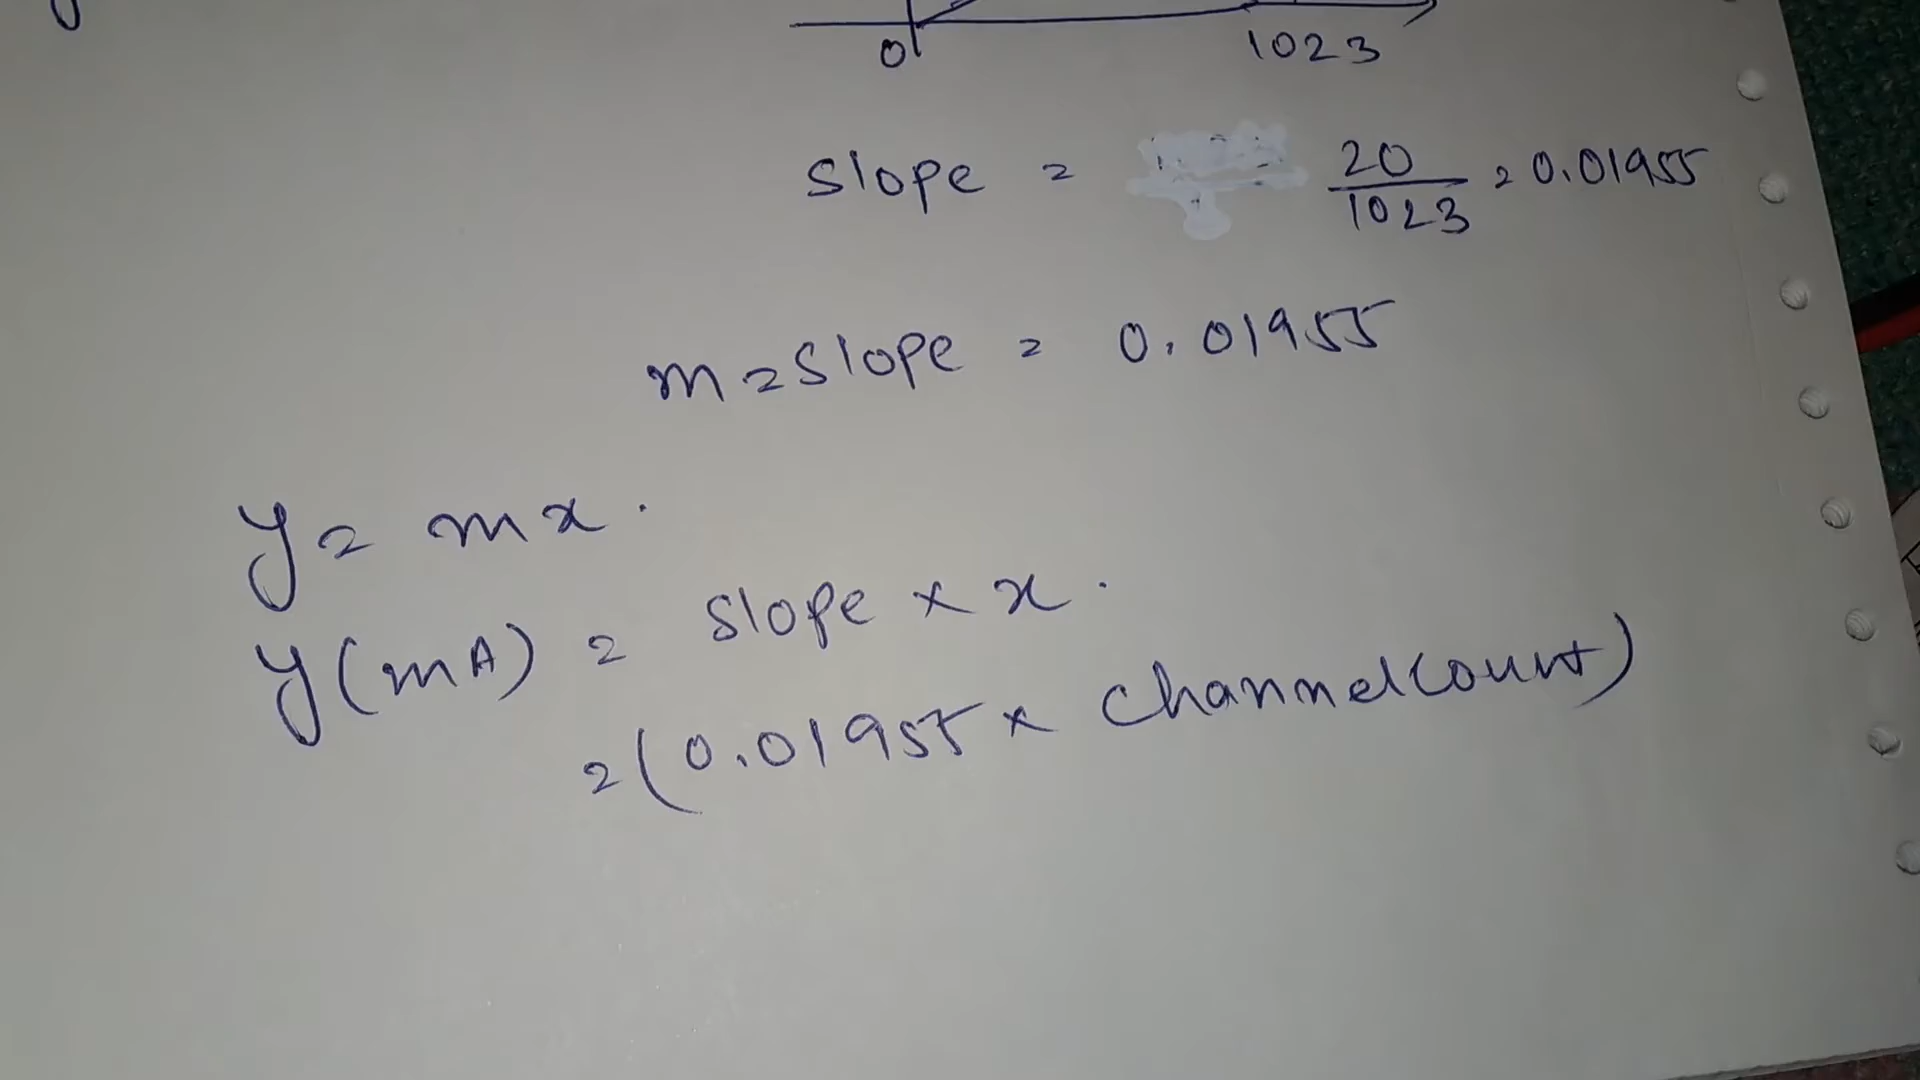 0 1023
slope = 20/1023 = 0.01955
m = slope = 0.01955
y = mx.
y(mA) = slope × x.
= (0.01955 × channelcount)